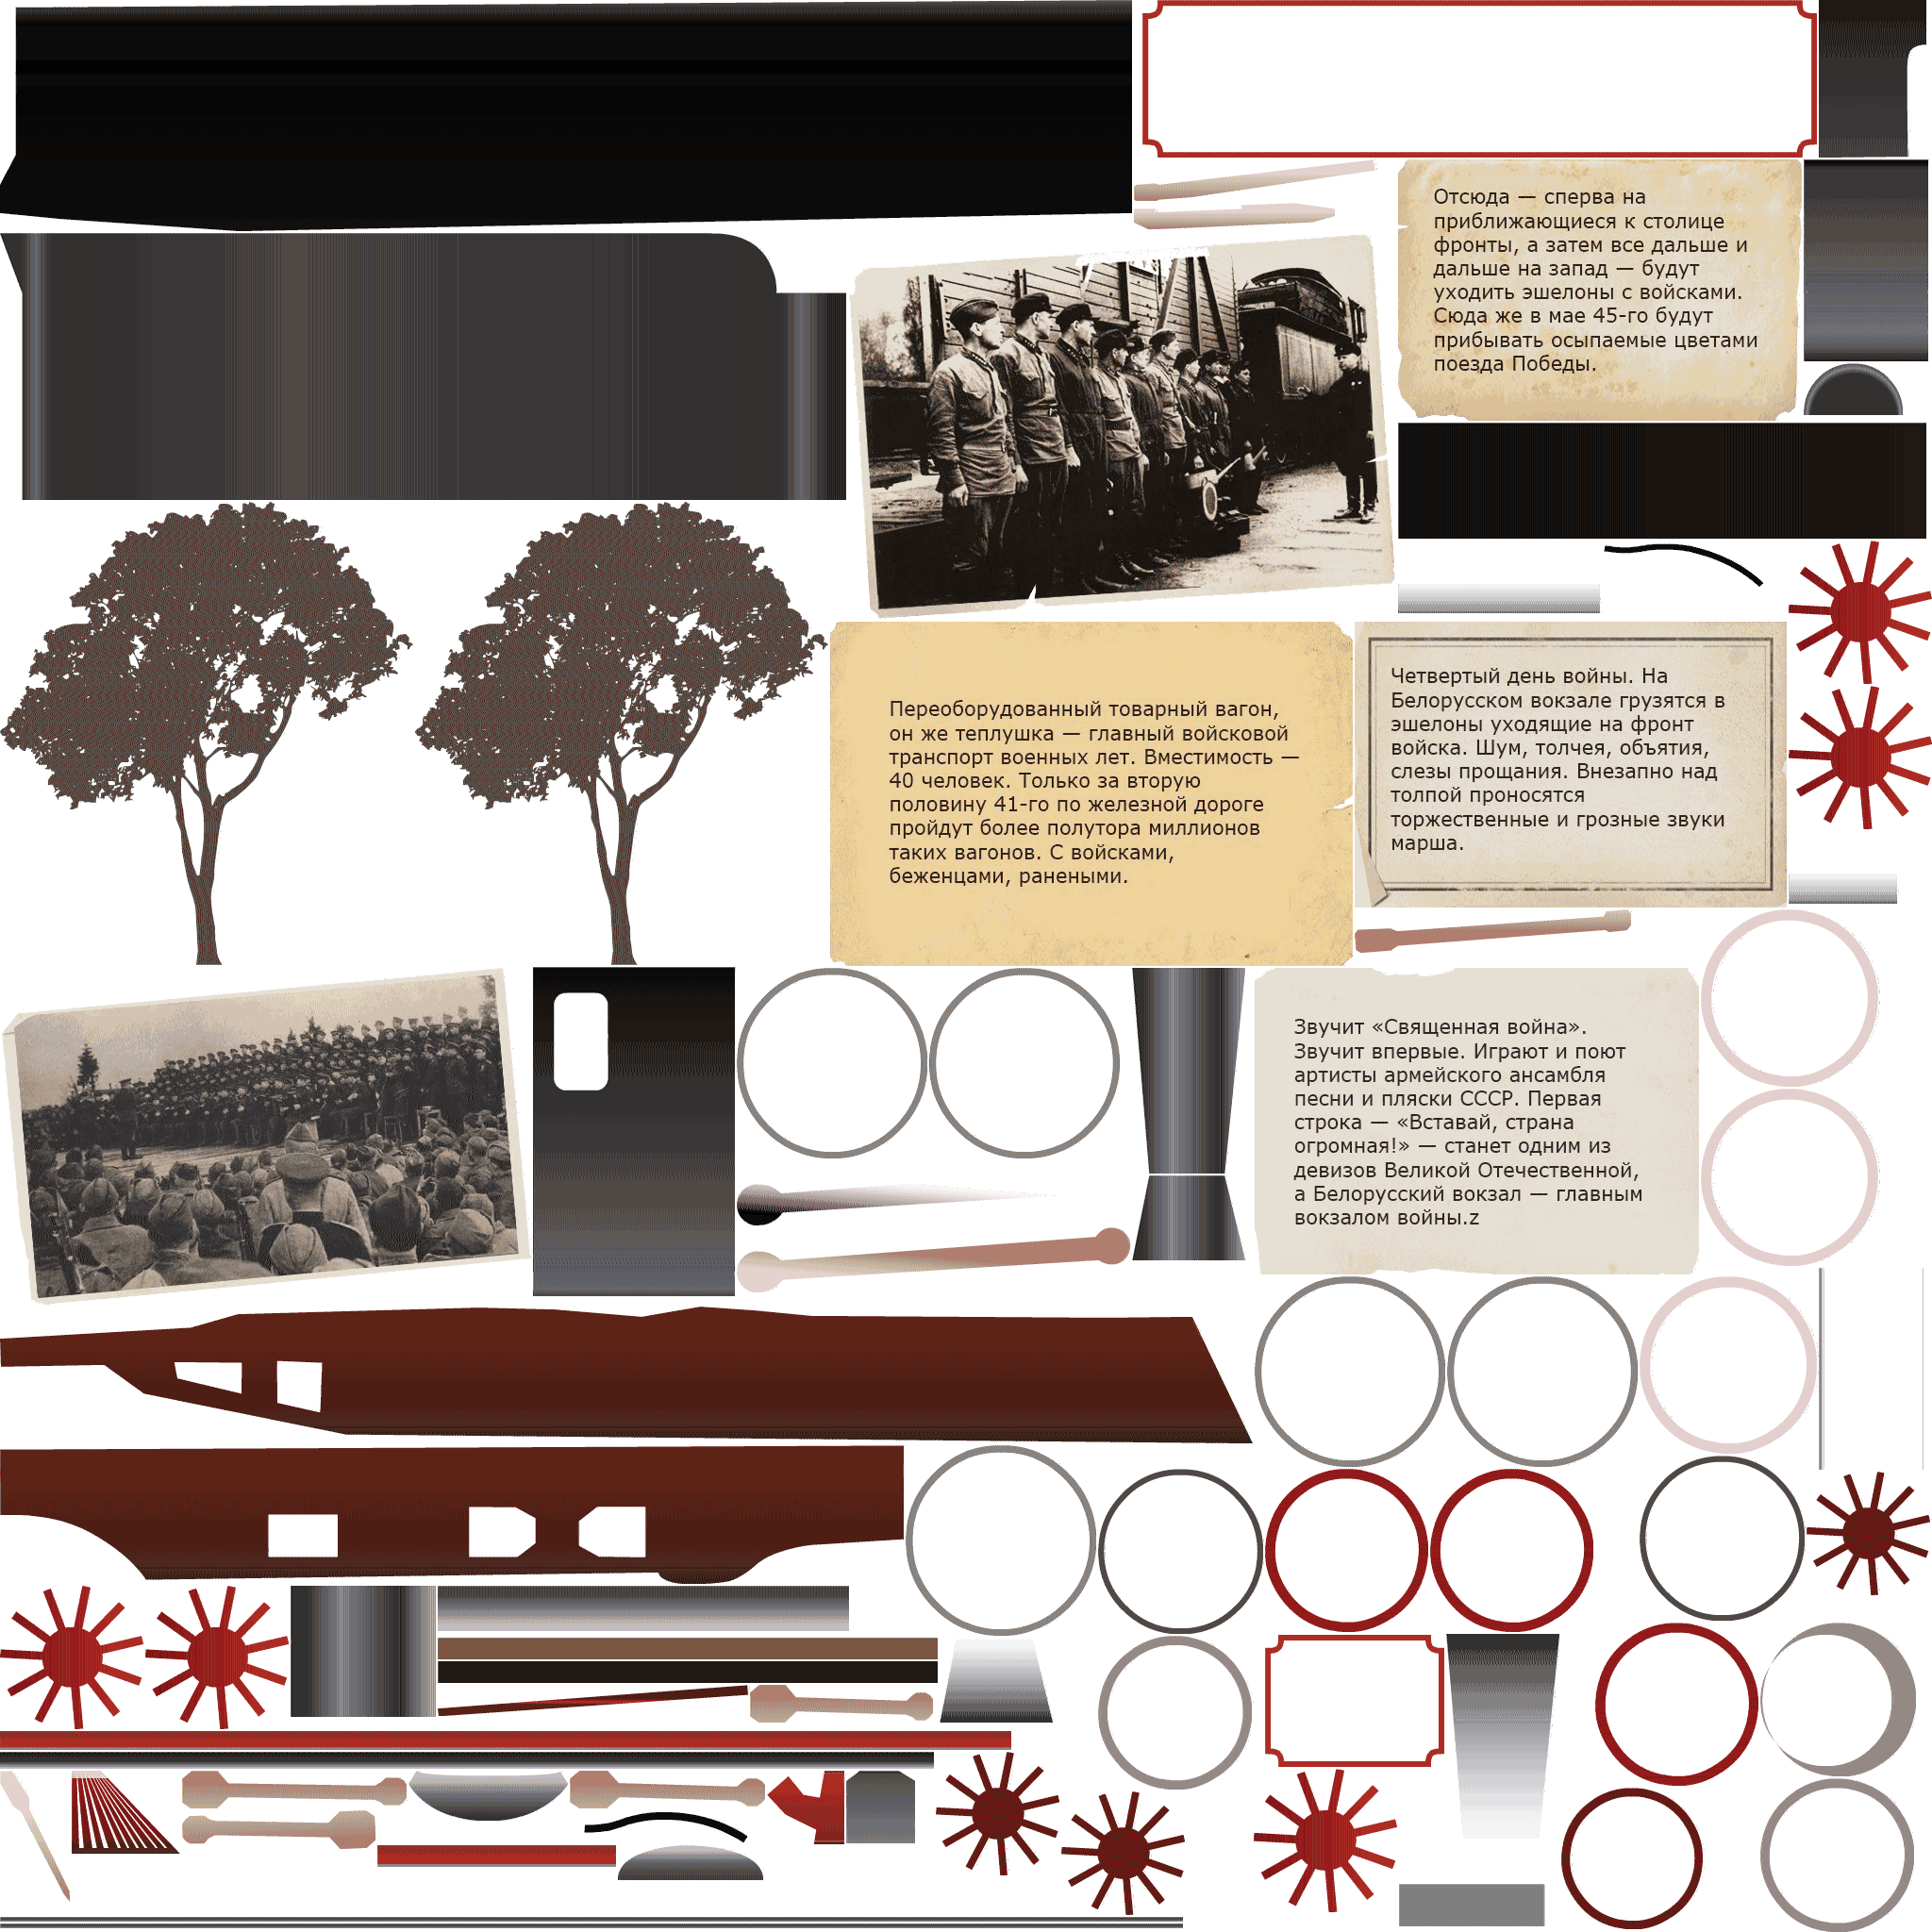 Отсюда — сперва на
приближающиеся к столице
фронты, а затем все дальше и
дальше на запад — будут
уходить эшелоны с войсками.
Сюда же в мае 45-го будут
прибывать осыпаемые цветами
поезда Победы.
Переоборудованный товарный вагон,
он же теплушка — главный войсковой
транспорт военных лет. Вместимость —
40 человек. Только за вторую
половину 41-го по железной дороге
пройдут более полутора миллионов
таких вагонов. С войсками,
беженцами, ранеными.
Четвертый день войны. На
Белорусском вокзале грузятся в
эшелоны уходящие на фронт
войска. Шум, толчея, объятия,
слезы прощания. Внезапно над
толпой проносятся
торжественные и грозные звуки
марша.
Звучит «Священная война».
Звучит впервые. Играют и поют
артисты армейского ансамбля
песни и пляски СССР. Первая
строка — «Вставай, страна
огромная!» — станет одним из
девизов Великой Отечественной,
а Белорусский вокзал — главным
вокзалом войны.z